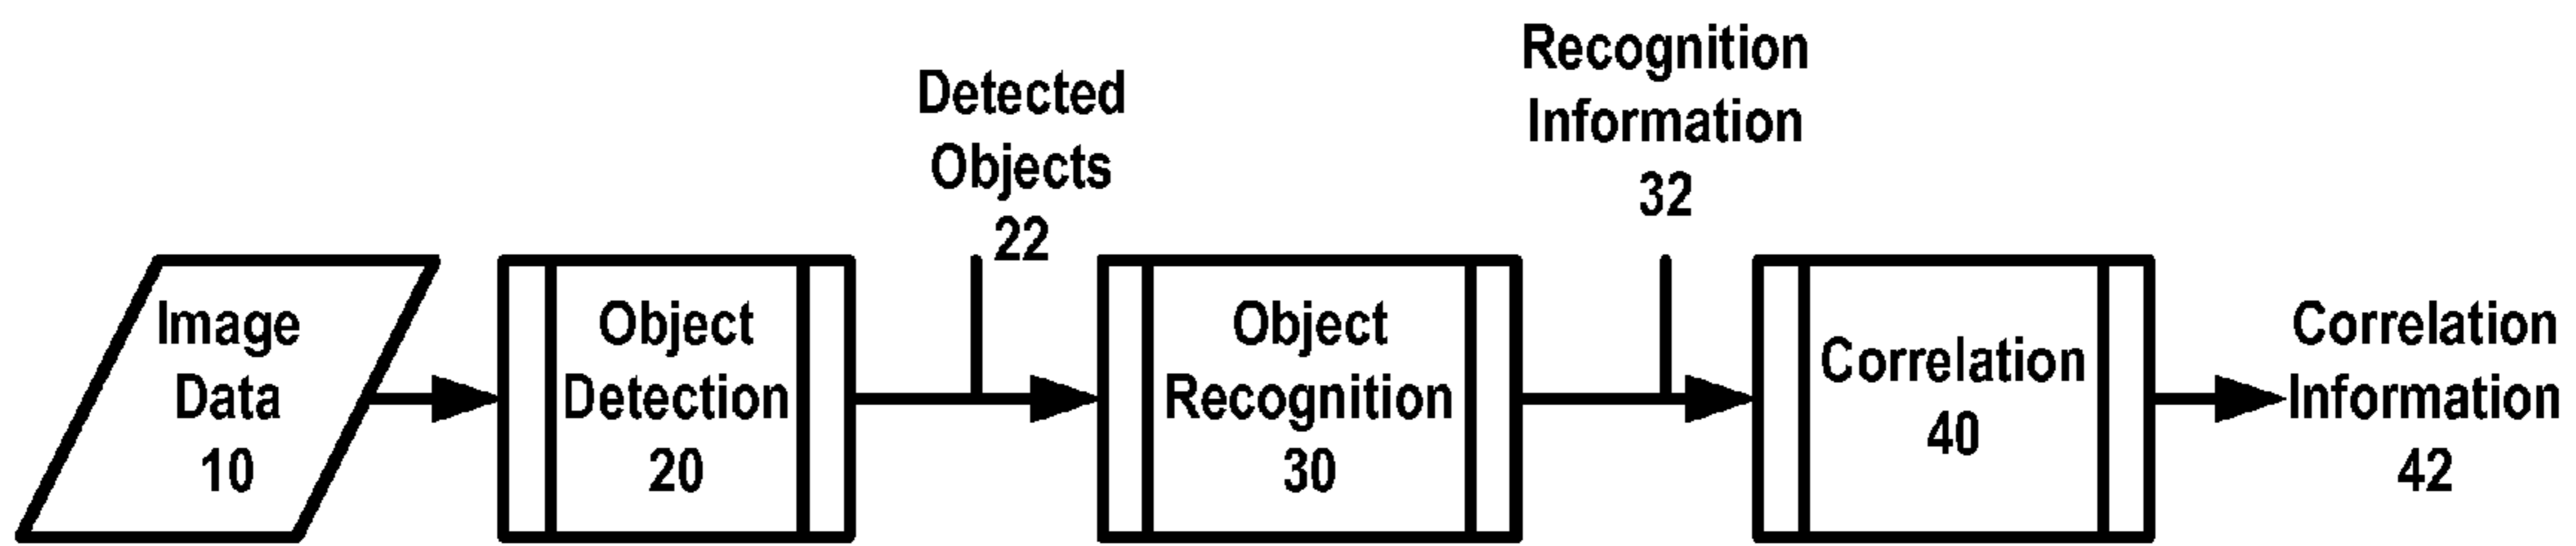 Image
Data
10
Object
Detection
20
Detected
Objects
22
Object
Recognition
30
Recognition
Information
32
Correlation
40
Correlation
Information
42